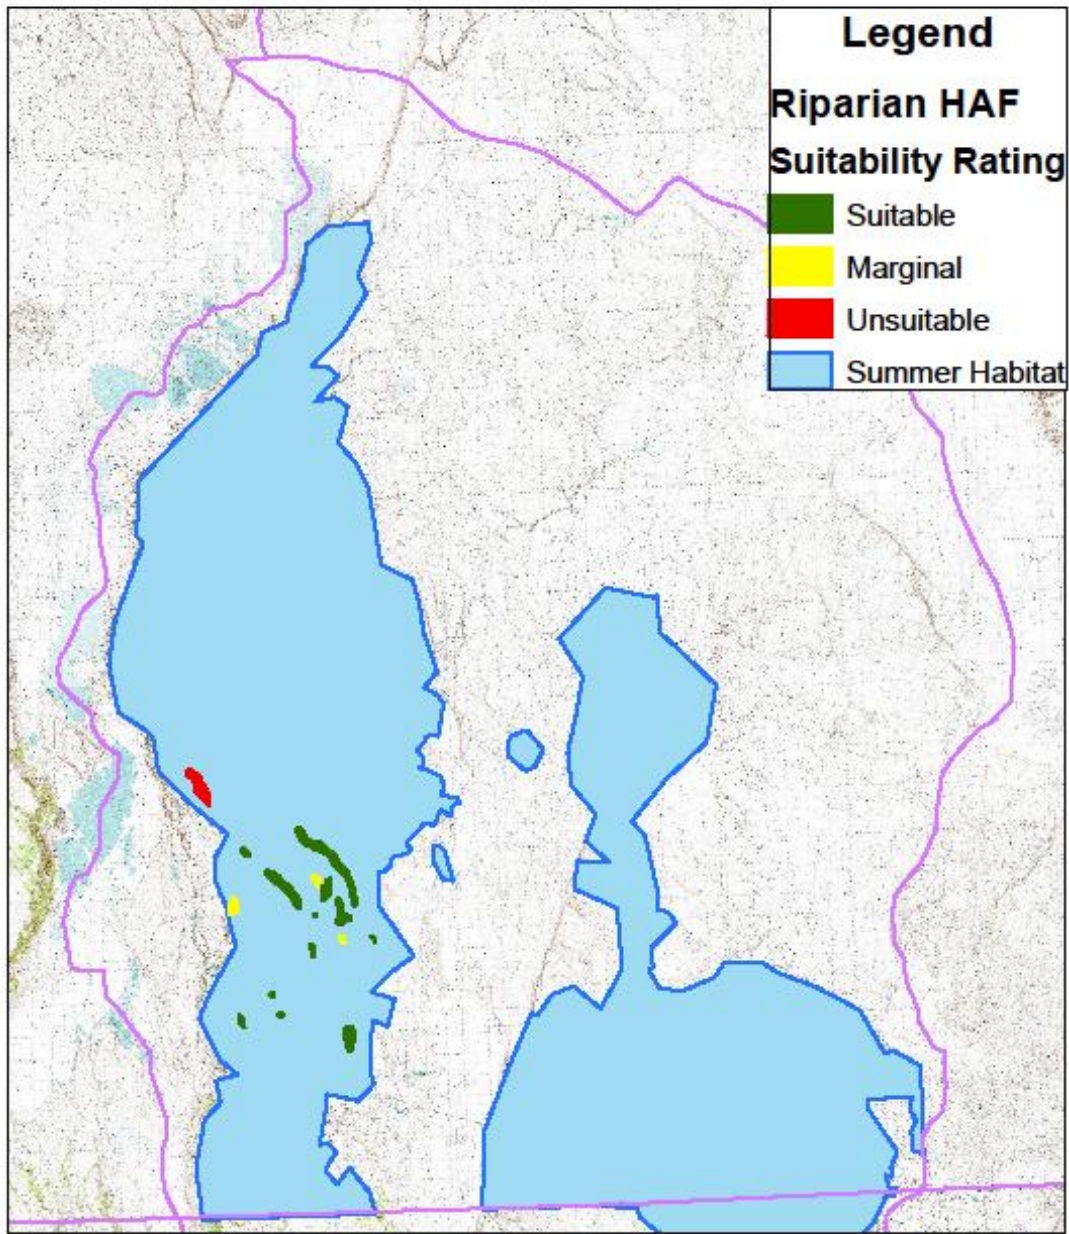 Legend
Riparian HAF
Suitability Rating
Suitable
Marginal
Unsuitable
Summer Habitat